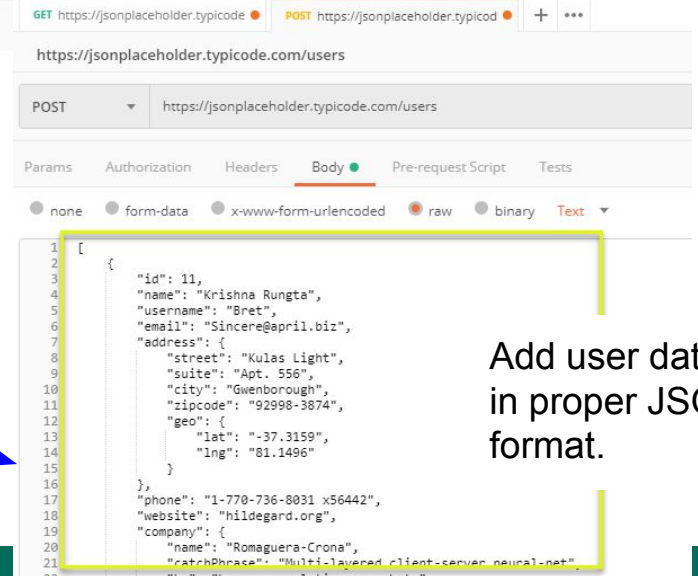 GET https://jsonplaceholder.typicode
POST https://jsonplaceholder.typicod
+ •••
https://jsonplaceholder.typicode.com/users
POST https://jsonplaceholder.typicode.com/users
Params Authorization Headers Body Pre-request Script Tests
none form-data x-www-form-urlencoded raw binary Text
1 [
2 {
3 "id": 11,
4 "name": "Krishna Rungta",
5 "username": "Bret",
6 "email": "Sincere@april.biz",
7 "address": {
8 "street": "Kulas Light",
9 "suite": "Apt. 556",
10 "city": "Gwenborough",
11 "zipcode": "92998-3874",
12 "geo": {
13 "lat": "-37.3159",
14 "lng": "81.1496"
15 }
16 },
17 "phone": "1-770-736-8031 x56442",
18 "website": "hildegard.org",
19 "company": {
20 "name": "Romaguera-Crona",
21 "catchPhrase": "Multi-layered client-server neural-net",
Add user dat
in proper JSO
format.